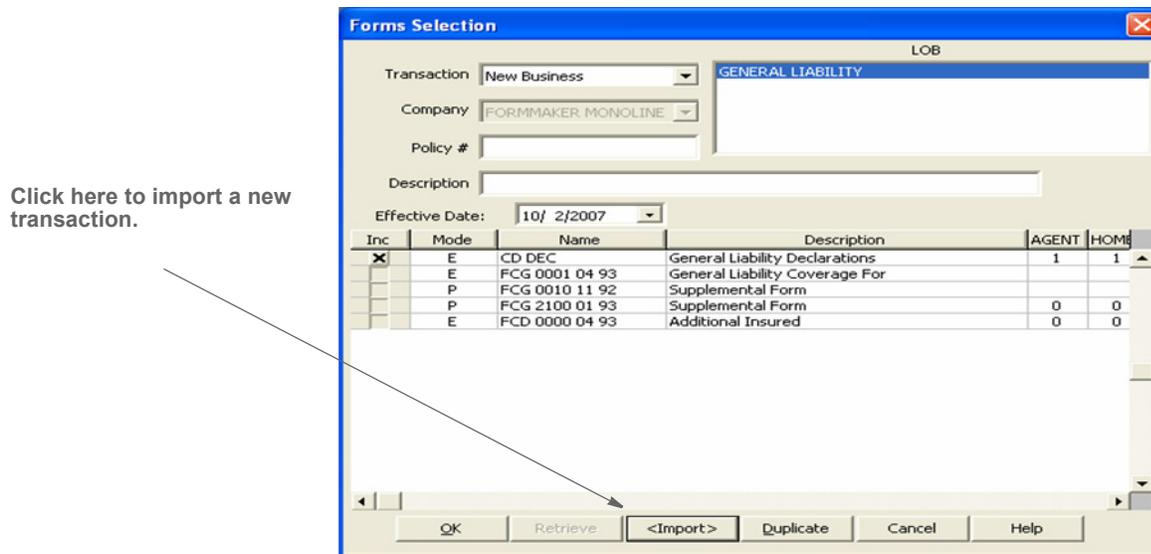 Forms Selection
LOB
Transaction New Business GENERAL LIABILITY
Company FORMMAKER MONOLINE
Policy #
Description
Effective Date: 10/ 2/2007
Inc Mode Name Description AGENT HOME
E CD DEC General Liability Declarations 1 1
E FCG 0001 04 93 General Liability Coverage For
P FCG 0010 11 92 Supplemental Form
P FCG 2100 01 93 Supplemental Form 0 0
E FCD 0000 04 93 Additional Insured 0 0
OK Retrieve <Import> Duplicate Cancel Help
Click here to import a new
transaction.